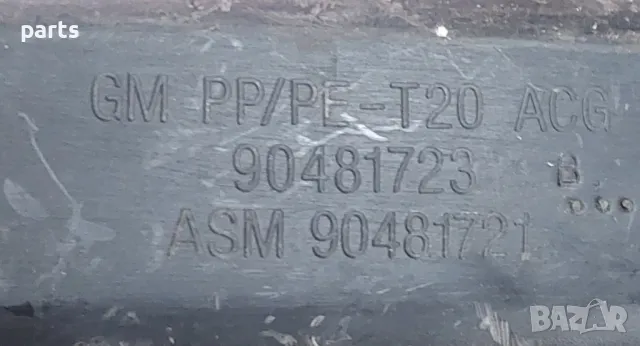 parts
GM PP/PE-T20 ACG
90481723 B
ASM 90481721
BAZAR